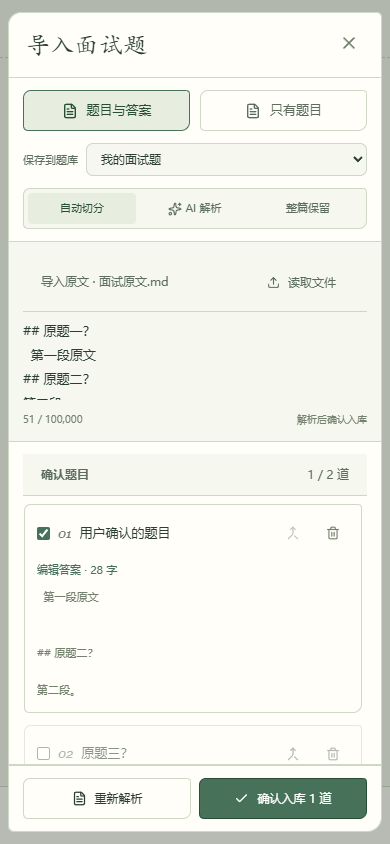 导入面试题
题目与答案
只有题目
保存到题库
我的面试题
自动切分
AI 解析
整篇保留
导入原文 · 面试原文.md
读取文件
## 原题一?
第一段原文
## 原题二?
51 / 100,000
解析后确认入库
确认题目
1 / 2 道
01 用户确认的题目
编辑答案 · 28 字
第一段原文
## 原题二?
第二段。
02 原题三?
重新解析
确认入库 1 道